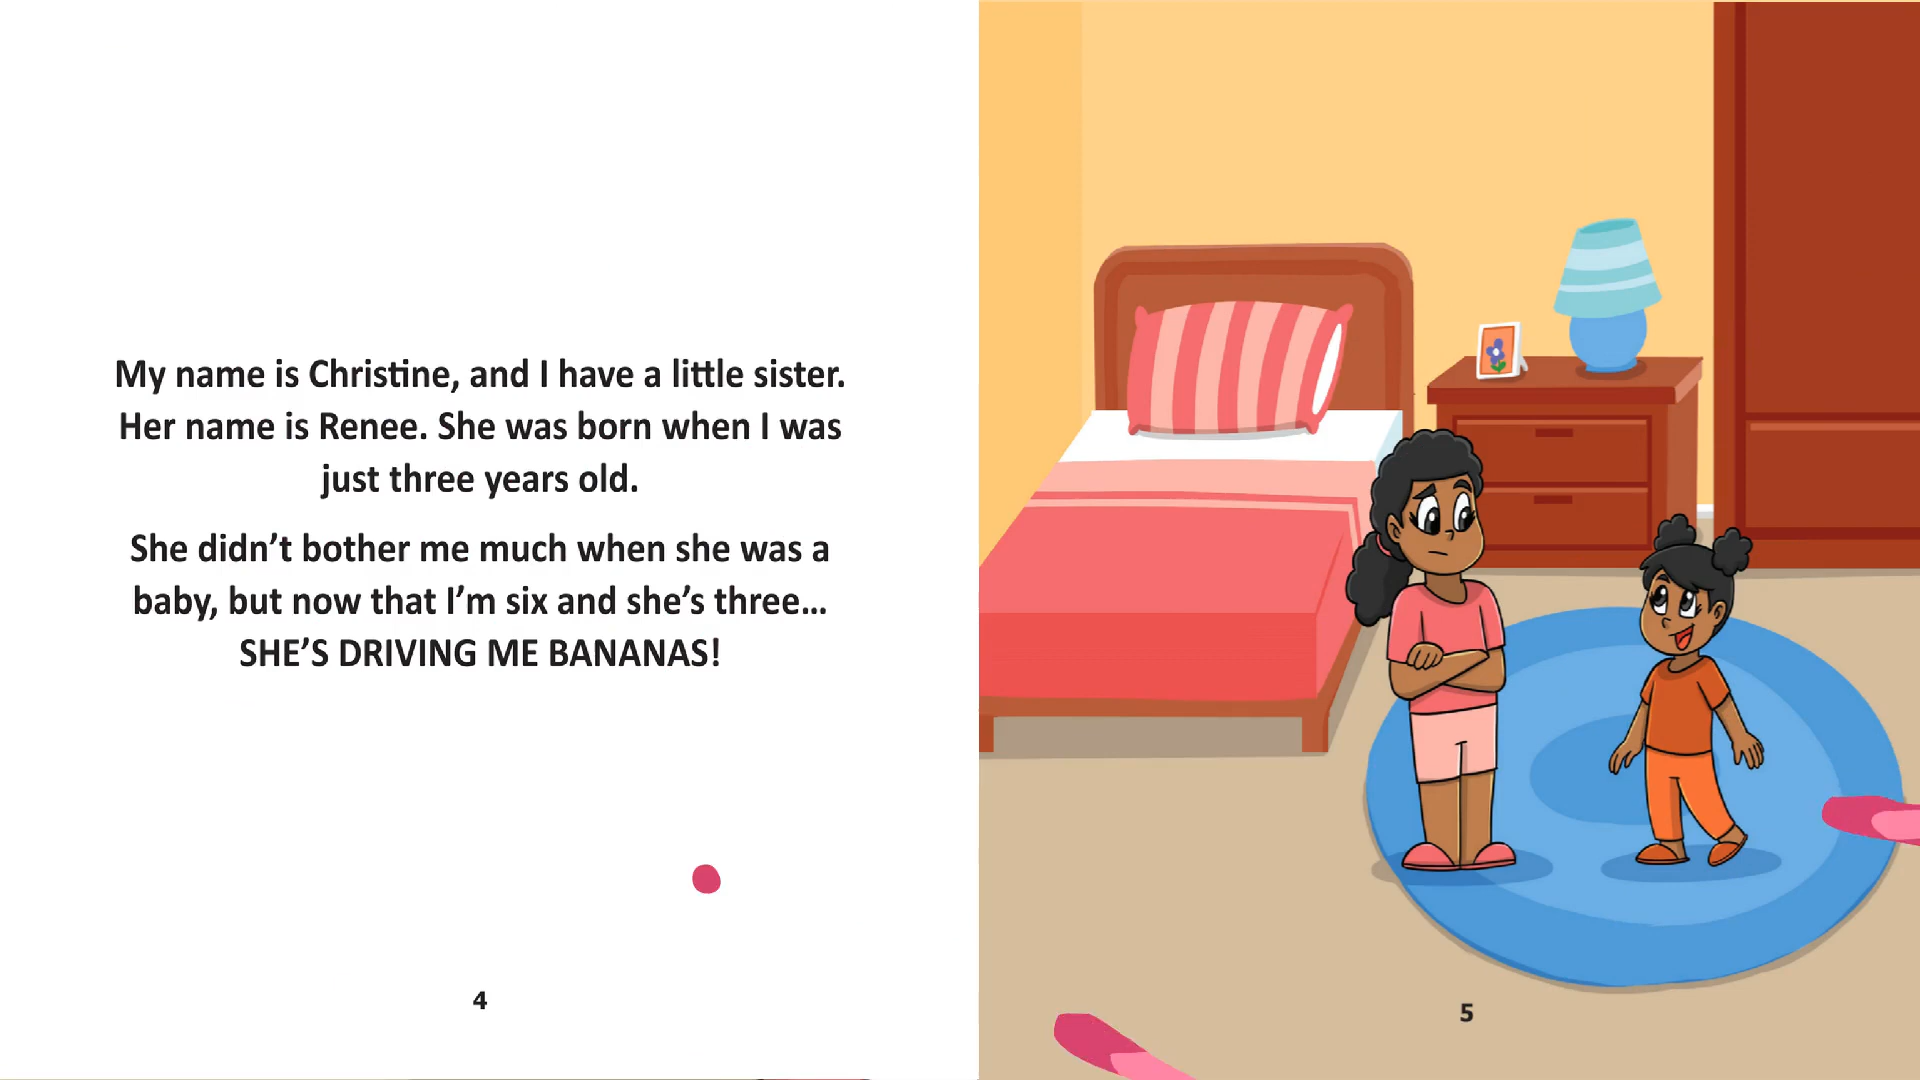 My name is Christine, and I have a little sister.
Her name is Renee. She was born when I was
just three years old.
She didn’t bother me much when she was a
baby, but now that I’m six and she’s three...
SHE’S DRIVING ME BANANAS!
4
5